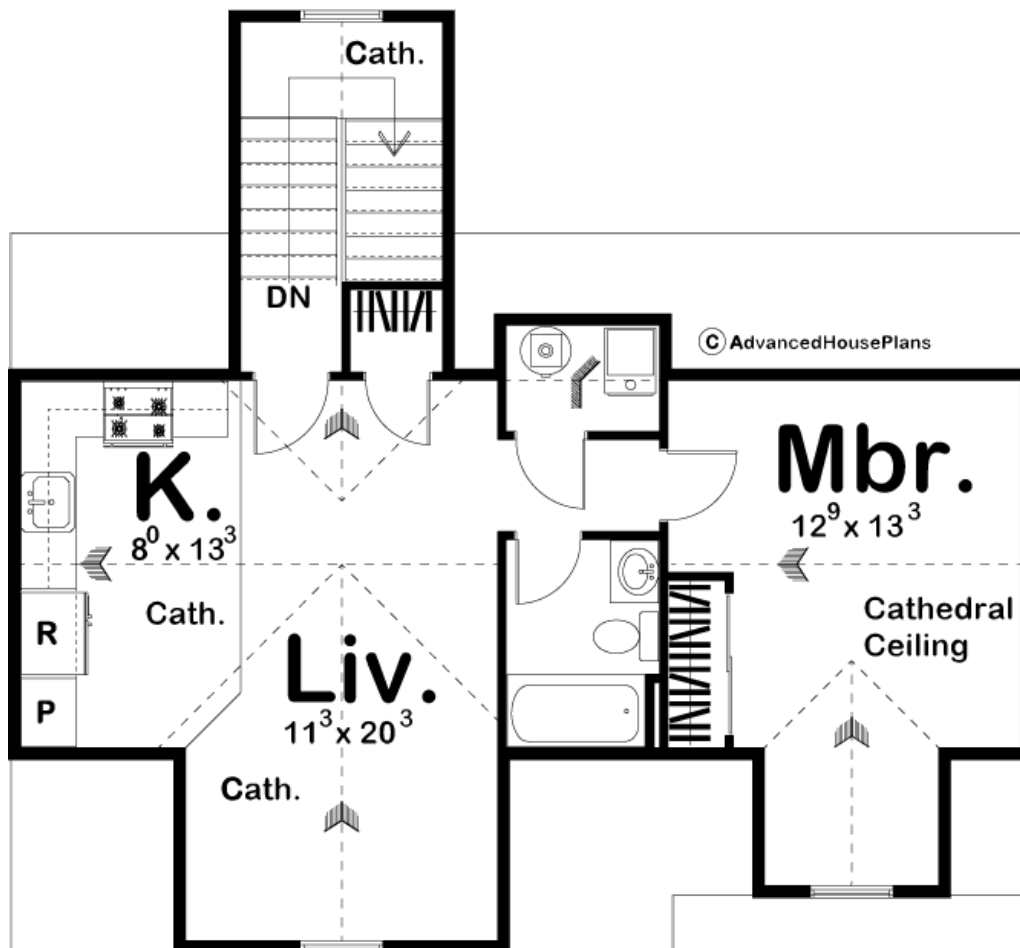 Cath.
DN
C AdvancedHousePlans
K.
8⁰ x 13³
Mbr.
12⁹ x 13³
Cath.
Cathedral
Ceiling
R
Liv.
11³ x 20³
P
Cath.